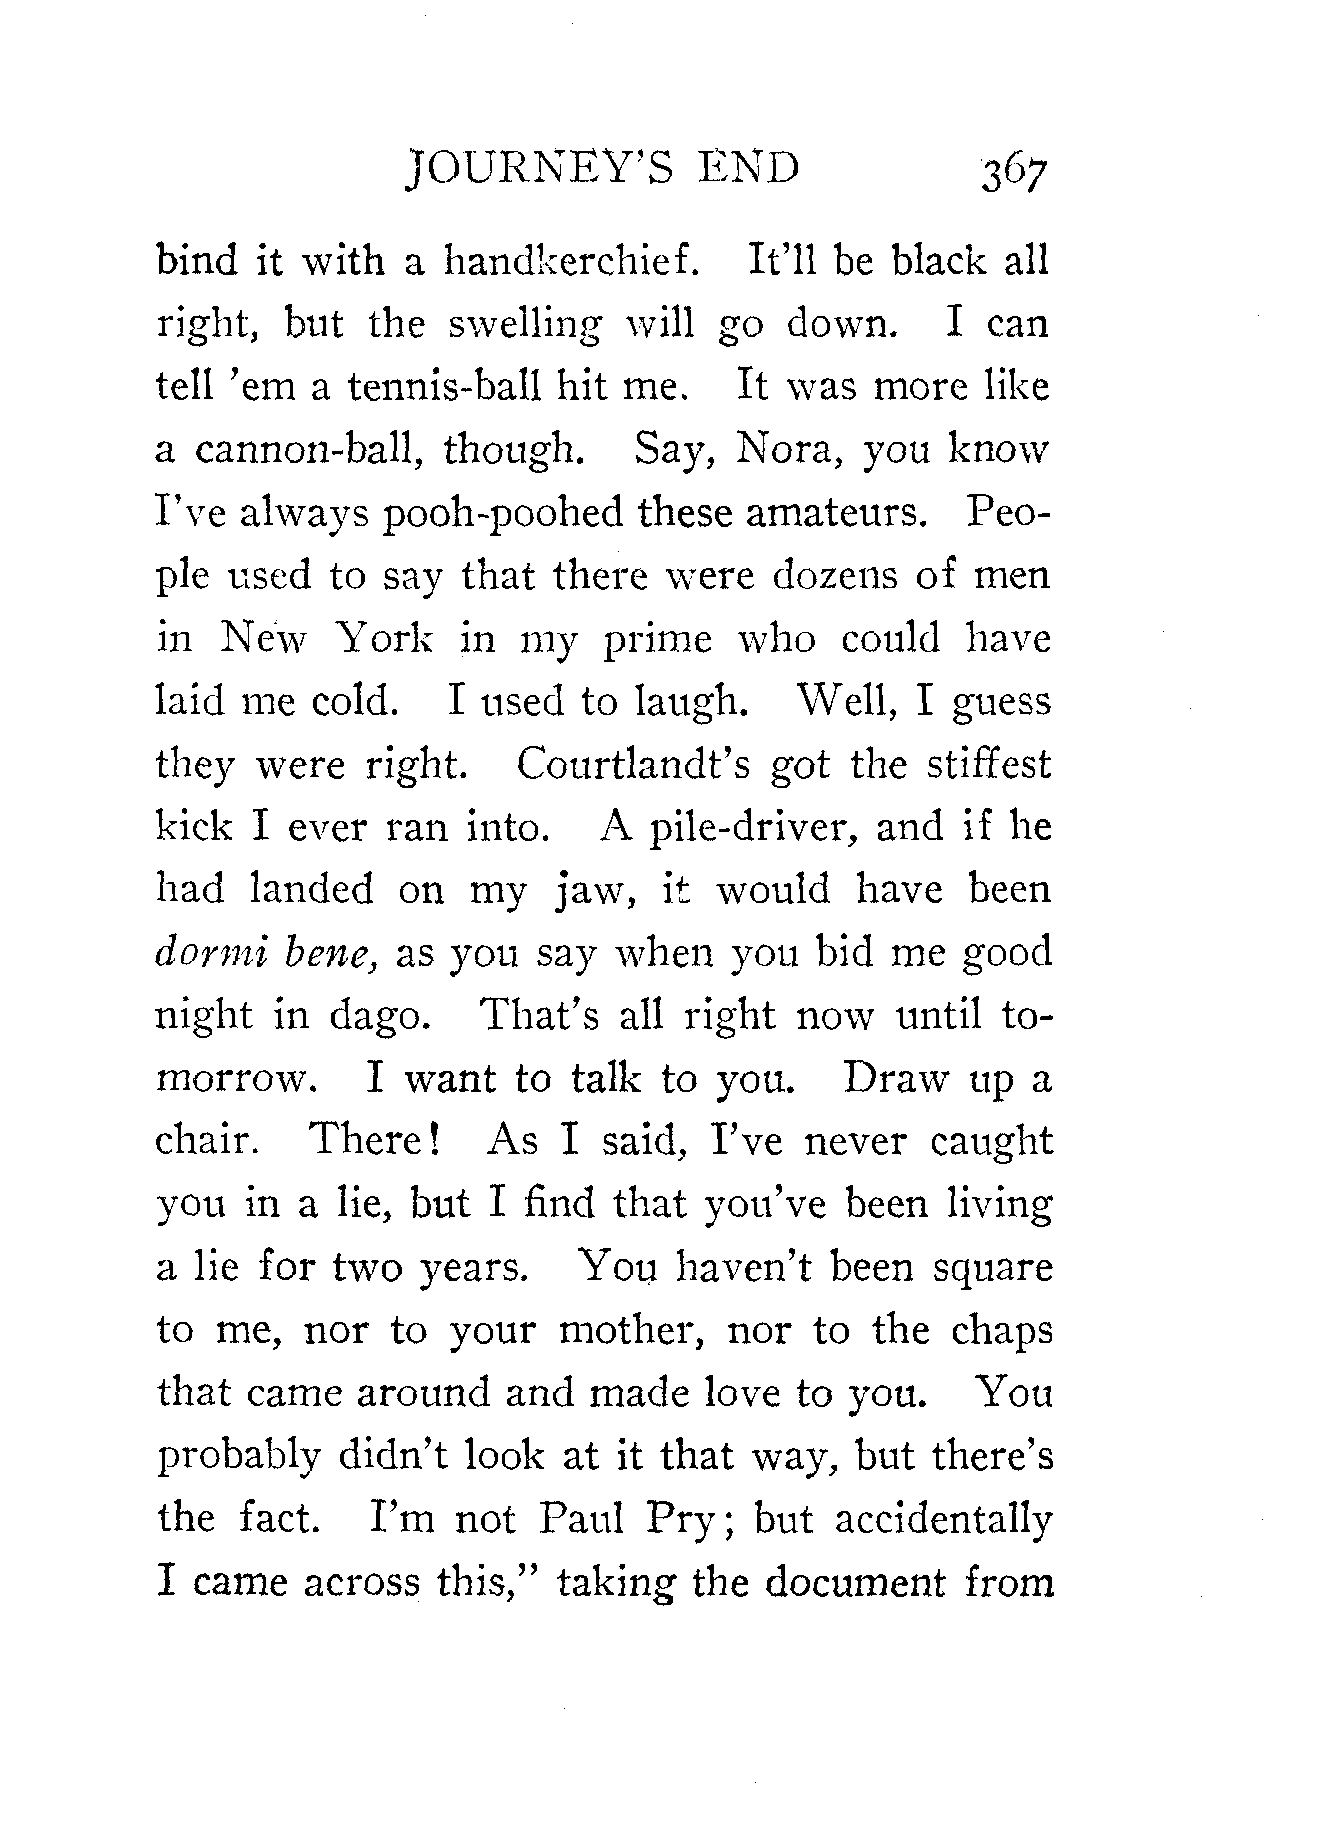 JOURNEY'S END 367
bind it with a handkerchief. It'll be black all
right, but the swelling will go down. I can
tell 'em a tennis-ball hit me. It was more like
a cannon-ball, though. Say, Nora, you know
I've always pooh-poohed these amateurs. Peo-
ple used to say that there were dozens of men
in New York in my prime who could have
laid me cold. I used to laugh. Well, I guess
they were right. Courtlandt's got the stiffest
kick I ever ran into. A pile-driver, and if he
had landed on my jaw, it would have been
dormi bene, as you say when you bid me good
night in dago. That's all right now until to-
morrow. I want to talk to you. Draw up a
chair. There! As I said, I've never caught
you in a lie, but I find that you've been living
a lie for two years. You haven't been square
to me, nor to your mother, nor to the chaps
that came around and made love to you. You
probably didn't look at it that way, but there's
the fact. I'm not Paul Pry; but accidentally
I came across this," taking the document from